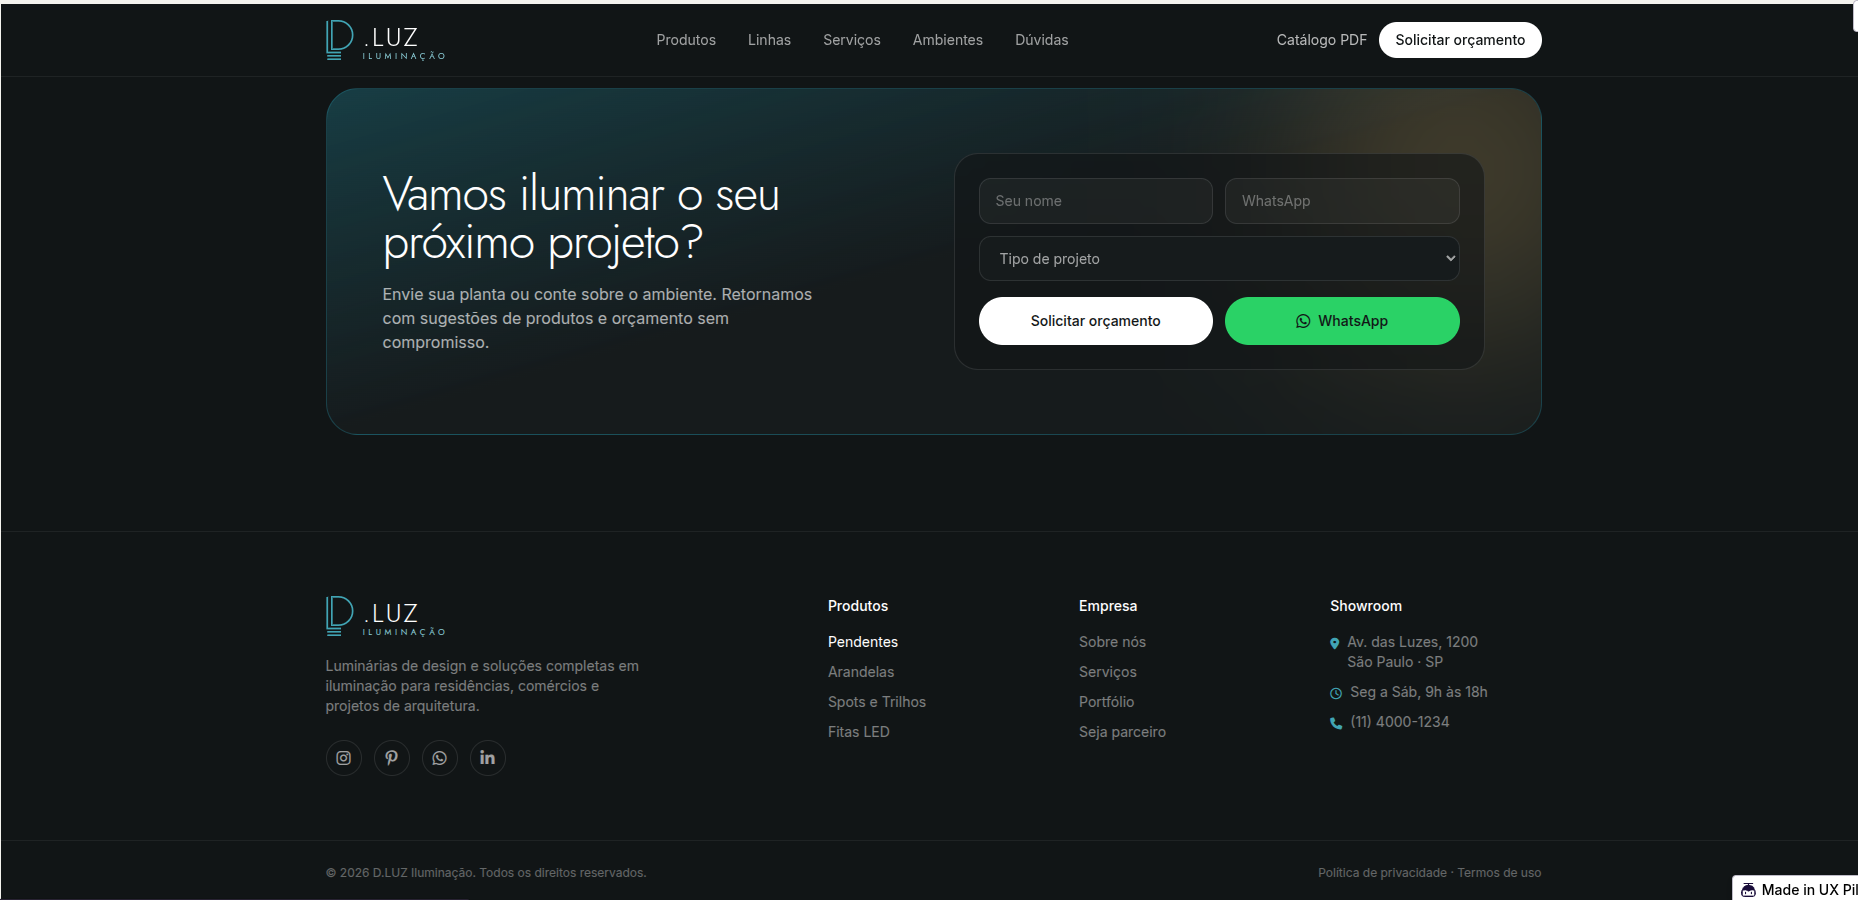 D .LUZ
ILUMINAÇÃO
Produtos
Linhas
Serviços
Ambientes
Dúvidas
Catálogo PDF
Solicitar orçamento
Vamos iluminar o seu
próximo projeto?
Envie sua planta ou conte sobre o ambiente. Retornamos
com sugestões de produtos e orçamento sem
compromisso.
Seu nome
WhatsApp
Tipo de projeto
Solicitar orçamento
WhatsApp
D .LUZ
ILUMINAÇÃO
Luminárias de design e soluções completas em
iluminação para residências, comércios e
projetos de arquitetura.
Produtos
Pendentes
Arandelas
Spots e Trilhos
Fitas LED
Empresa
Sobre nós
Serviços
Portfólio
Seja parceiro
Showroom
Av. das Luzes, 1200
São Paulo · SP
Seg a Sáb, 9h às 18h
(11) 4000-1234
© 2026 D.LUZ Iluminação. Todos os direitos reservados.
Política de privacidade · Termos de uso
Made in UX Pil